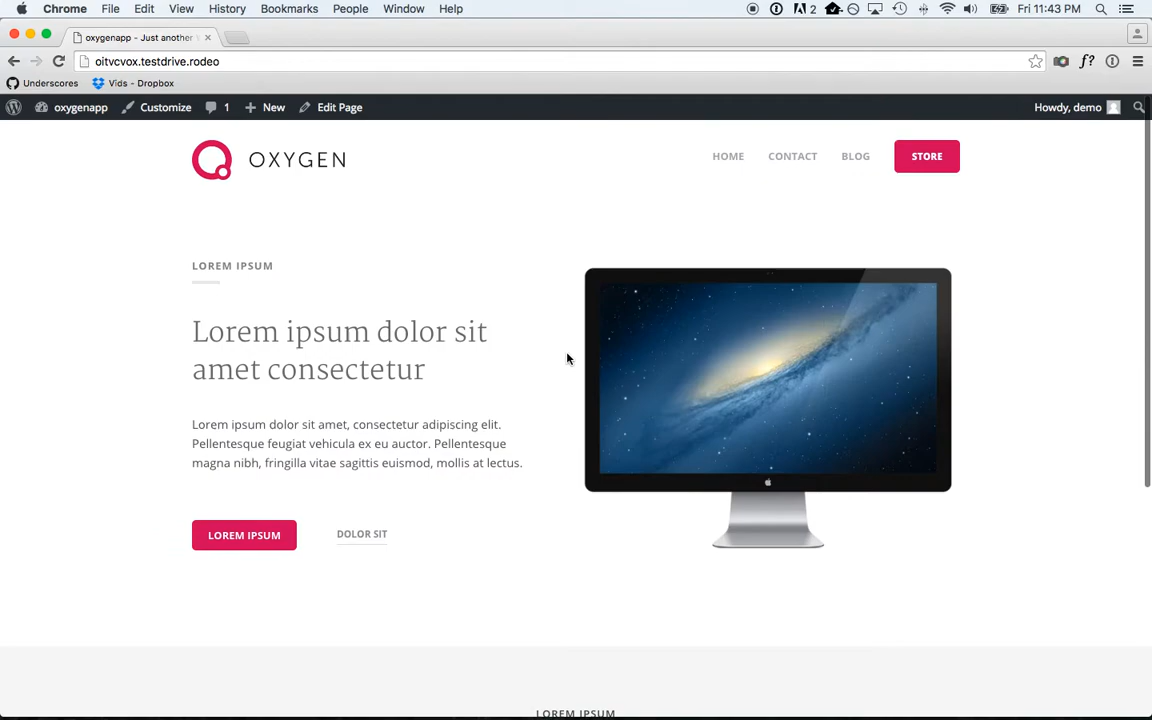 Chrome File Edit View History Bookmarks People Window Help 2 Fri 11:43 PM
oxygenapp - Just another
oitvcvox.testdrive.rodeo f?
Underscores Vids - Dropbox
oxygenapp Customize 1 New Edit Page Howdy, demo
OXYGEN HOME CONTACT BLOG STORE
LOREM IPSUM
Lorem ipsum dolor sit
amet consectetur
Lorem ipsum dolor sit amet, consectetur adipiscing elit.
Pellentesque feugiat vehicula ex eu auctor. Pellentesque
magna nibh, fringilla vitae sagittis euismod, mollis at lectus.
LOREM IPSUM DOLOR SIT
LOREM IPSUM